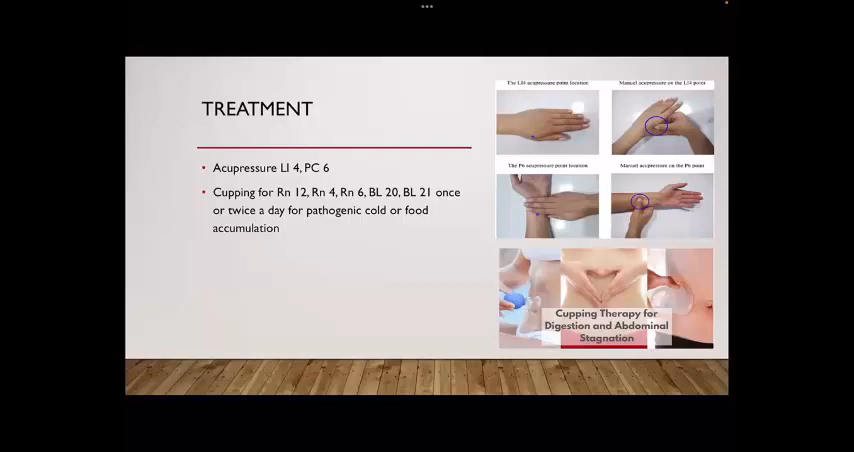 TREATMENT
• Acupressure LI 4, PC 6
• Cupping for Rn 12, Rn 4, Rn 6, BL 20, BL 21 once
or twice a day for pathogenic cold or food
accumulation
The LI4 acupressure point location
Manuel acupressure on the LI4 point
The P6 acupressure point location
Manuel acupressure on the P6 point
Cupping Therapy for
Digestion and Abdominal
Stagnation